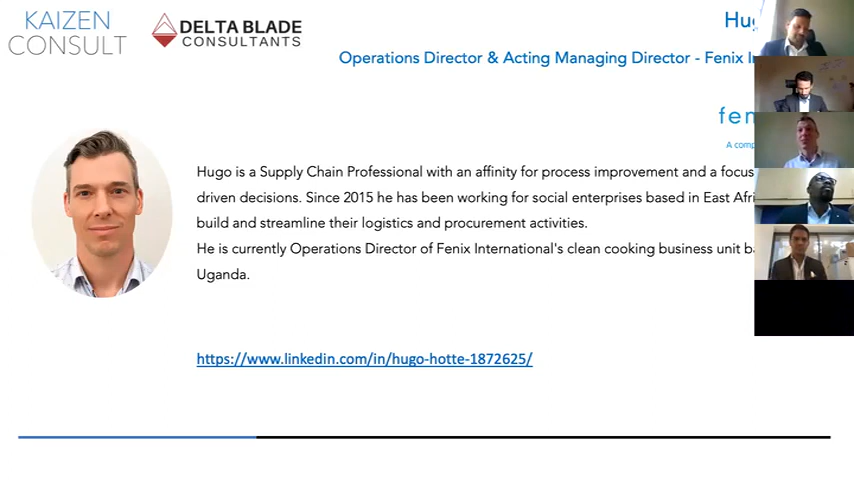 KAIZEN
CONSULT
DELTA BLADE
CONSULTANTS
Operations Director & Acting Managing Director - Fenix
Hugo is a Supply Chain Professional with an affinity for process improvement and a focus
driven decisions. Since 2015 he has been working for social enterprises based in East
build and streamline their logistics and procurement activities.
He is currently Operations Director of Fenix International's clean cooking business unit
Uganda.
https://www.linkedin.com/in/hugo-hotte-1872625/